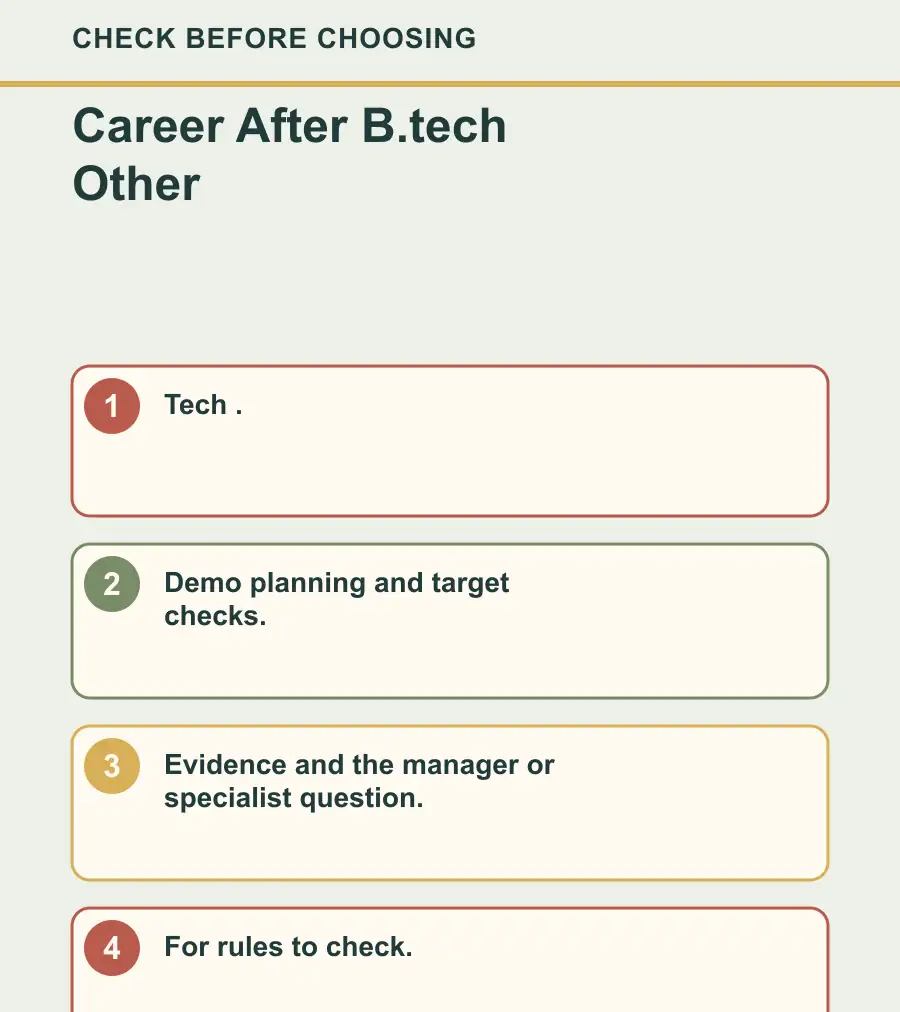 CHECK BEFORE CHOOSING
Career After B.tech
Other
1
Tech .
2
Demo planning and target
checks.
3
Evidence and the manager or
specialist question.
4
For rules to check.